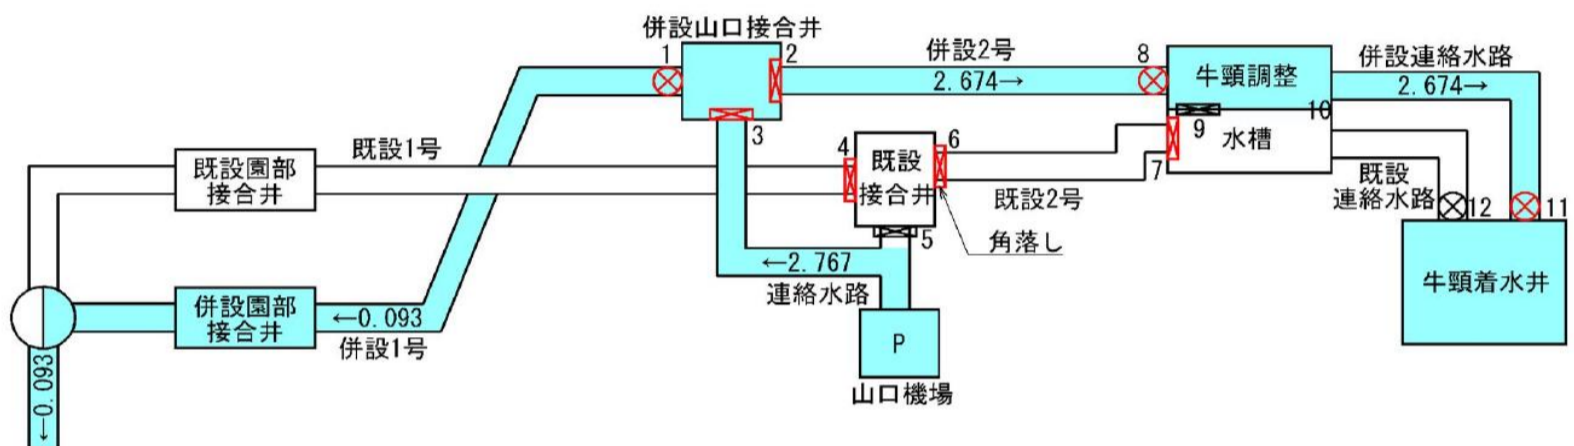 併設山口接合井
1
2
併設2号
2.674→
8
牛頸調整
水槽
9
10
併設連絡水路
2.674→
3
既設1号
4
既設
接合井
6
5
7
既設2号
角落し
既設
連絡水路
12
11
既設園部
接合井
←2.767
連絡水路
牛頸着水井
併設園部
接合井
←0.093
併設1号
P
山口機場
←0.093